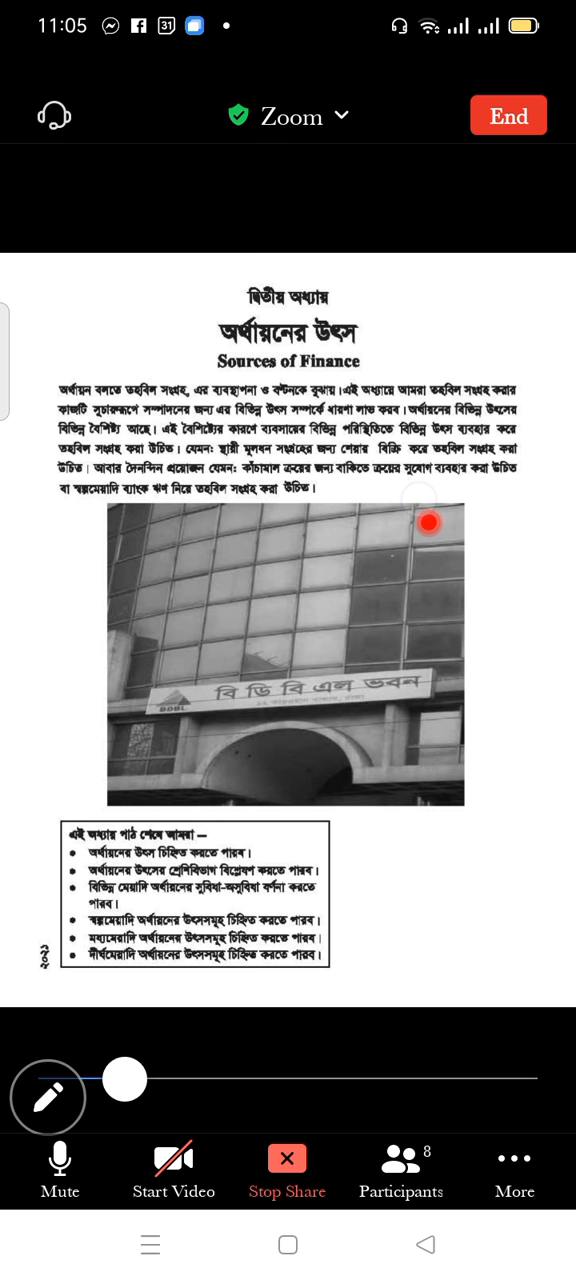 11:05
31
Zoom
End
দ্বিতীয় অধ্যায়
অর্থায়নের উৎস
Sources of Finance
অর্থায়ন বলতে তহবিল সংগ্রহ, এর ব্যবস্থাপনা ও বণ্টনকে বুঝায়। এই অধ্যায়ে আমরা তহবিল সংগ্রহ করার
কাজটি সুচারুরূপে সম্পাদনের জন্য এর বিভিন্ন উৎস সম্পর্কে ধারণা লাভ করব। অর্থায়নের বিভিন্ন উৎসের
বিভিন্ন বৈশিষ্ট্য আছে। এই বৈশিষ্ট্যের কারণে ব্যবসায়ের বিভিন্ন পরিস্থিতিতে বিভিন্ন উৎস ব্যবহার করে
তহবিল সংগ্রহ করা উচিত। যেমন: স্থায়ী মূলধন সংগ্রহের জন্য শেয়ার বিক্রি করে তহবিল সংগ্রহ করা
উচিত। আবার দৈনন্দিন প্রয়োজন যেমন: কাঁচামাল ক্রয়ের জন্য বাকিতে ক্রয়ের সুযোগ ব্যবহার করা উচিত
বা স্বল্পমেয়াদি ব্যাংক ঋণ নিয়ে তহবিল সংগ্রহ করা উচিত।
বি ডি বি এল ভবন
BDBL
এই অধ্যায় পাঠ শেষে আমরা —
• অর্থায়নের উৎস চিহ্নিত করতে পারব।
• অর্থায়নের উৎসের শ্রেণিবিভাগ বিশ্লেষণ করতে পারব।
• বিভিন্ন মেয়াদি অর্থায়নের সুবিধা-অসুবিধা বর্ণনা করতে
পারব।
• স্বল্পমেয়াদি অর্থায়নের উৎসসমূহ চিহ্নিত করতে পারব।
• মধ্যমেয়াদি অর্থায়নের উৎসসমূহ চিহ্নিত করতে পারব।
• দীর্ঘমেয়াদি অর্থায়নের উৎসসমূহ চিহ্নিত করতে পারব।
২০২১
8
Mute
Start Video
Stop Share
Participants
More